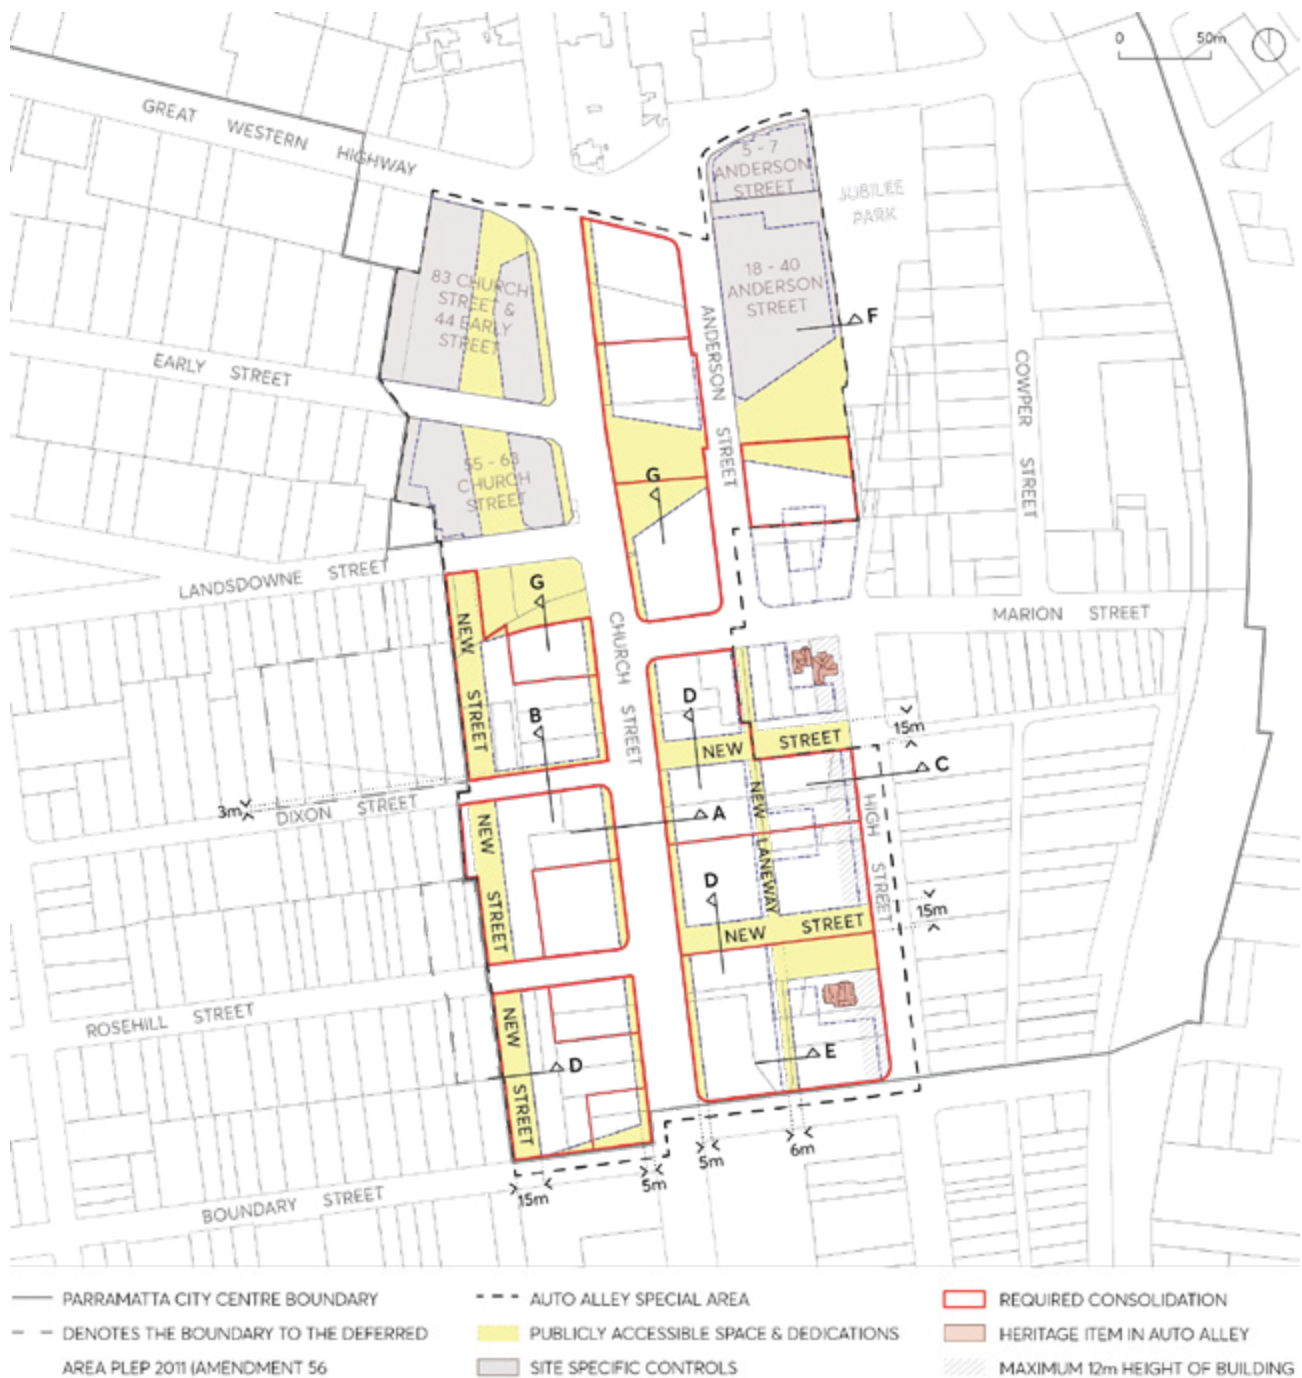 0 50m
GREAT WESTERN HIGHWAY
5 - 7
ANDERSON
STREET
JUBILEE
PARK
83 CHURCH
STREET &
44 EARLY
STREET
18 - 40
ANDERSON
STREET
F
ANDERSON STREET
EARLY STREET
COWPER STREET
CHURCH
STREET
G
LANDSDOWNE STREET
G
MARION STREET
NEW STREET
CHURCH STREET
D
B
15m
NEW STREET
C
3m
DIXON STREET
NEW LANEWAY
A
HIGH STREET
NEW STREET
D
15m
NEW STREET
ROSEHILL STREET
NEW STREET
D
E
5m
6m
15m
5m
BOUNDARY STREET
PARRAMATTA CITY CENTRE BOUNDARY
DENOTES THE BOUNDARY TO THE DEFERRED
AREA PLEP 2011 (AMENDMENT 56
AUTO ALLEY SPECIAL AREA
PUBLICLY ACCESSIBLE SPACE & DEDICATIONS
SITE SPECIFIC CONTROLS
REQUIRED CONSOLIDATION
HERITAGE ITEM IN AUTO ALLEY
MAXIMUM 12m HEIGHT OF BUILDING